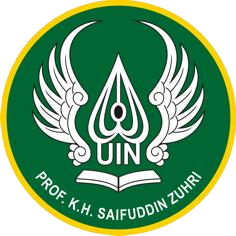 UIN
PROF. K.H. SAIFUDDIN ZUHRI